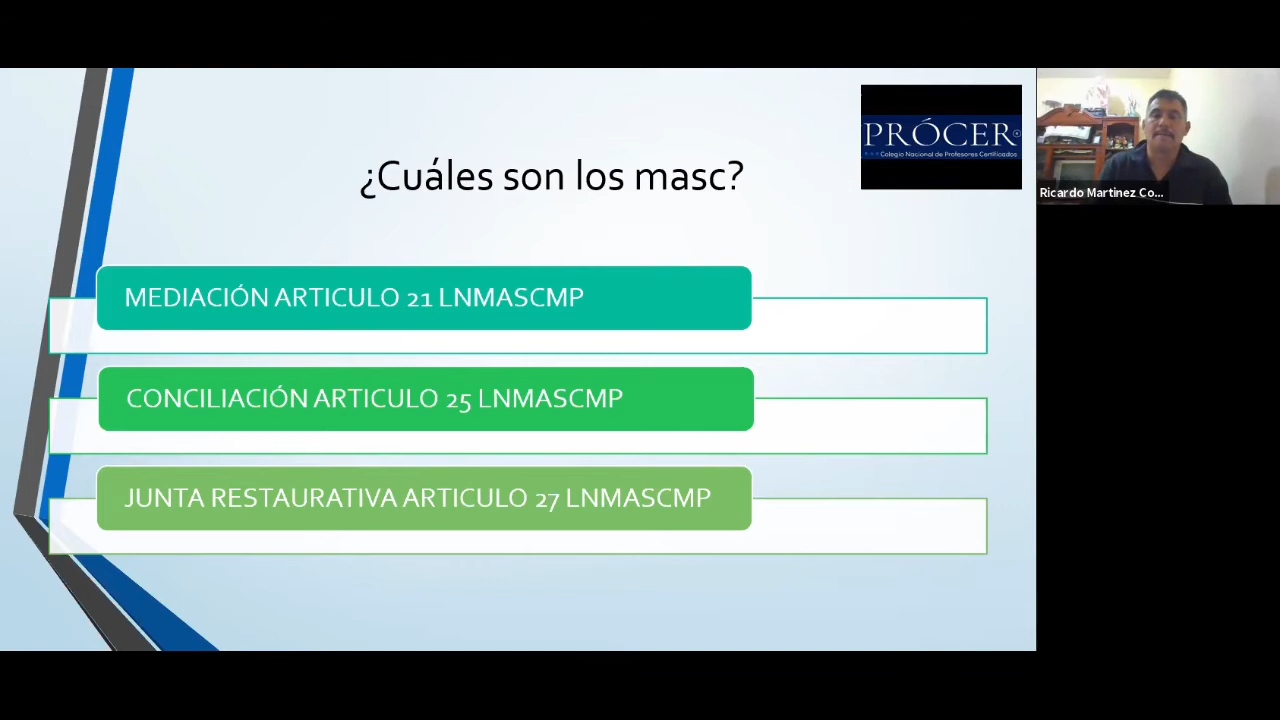 PRÓCER®
Colegio Nacional de Profesores Certificados
¿Cuáles son los masc?
MEDIACIÓN ARTICULO 21 LNMASCMP
CONCILIACIÓN ARTICULO 25 LNMASCMP
JUNTA RESTAURATIVA ARTICULO 27 LNMASCMP
Ricardo Martinez Co...